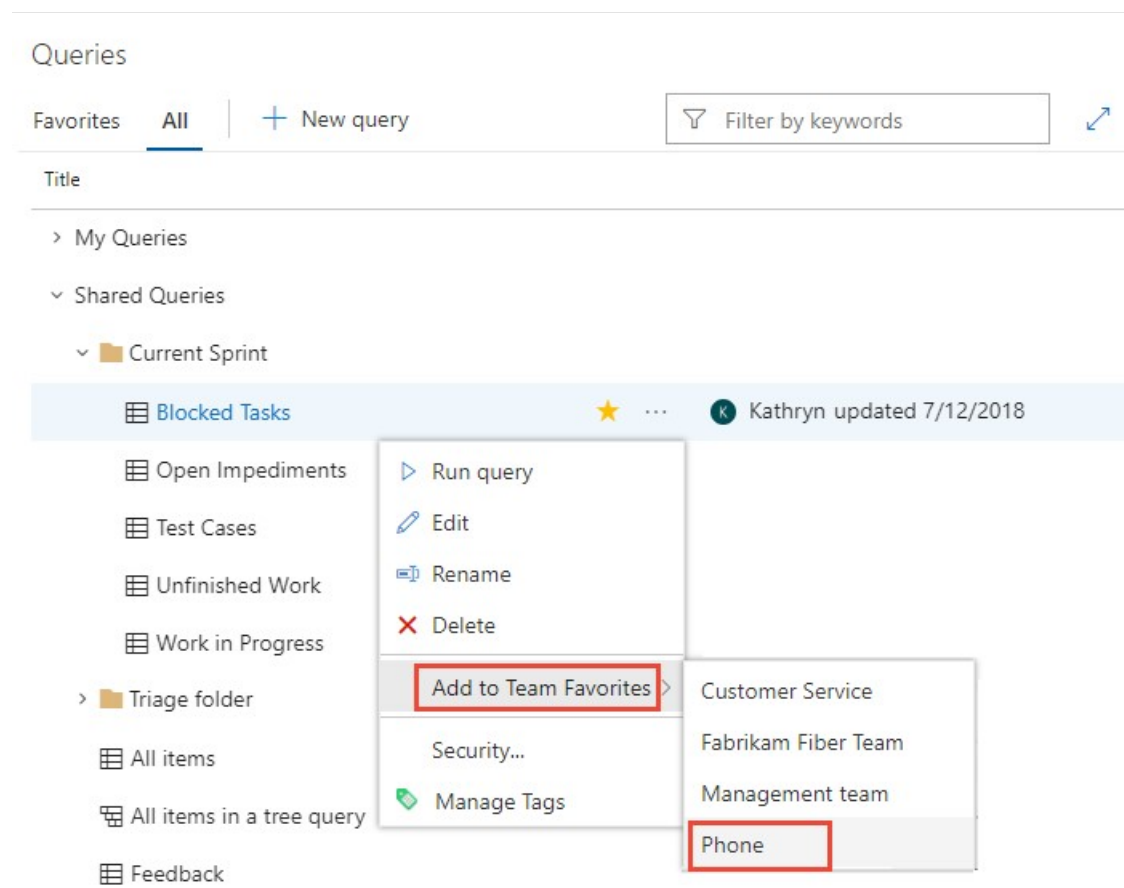 Queries
Favorites All + New query Filter by keywords
Title
My Queries
Shared Queries
Current Sprint
Blocked Tasks ... K Kathryn updated 7/12/2018
Open Impediments
Test Cases
Unfinished Work
Work in Progress
Triage folder
All items
All items in a tree query
Feedback
Run query
Edit
Rename
Delete
Add to Team Favorites
Security...
Manage Tags
Customer Service
Fabrikam Fiber Team
Management team
Phone